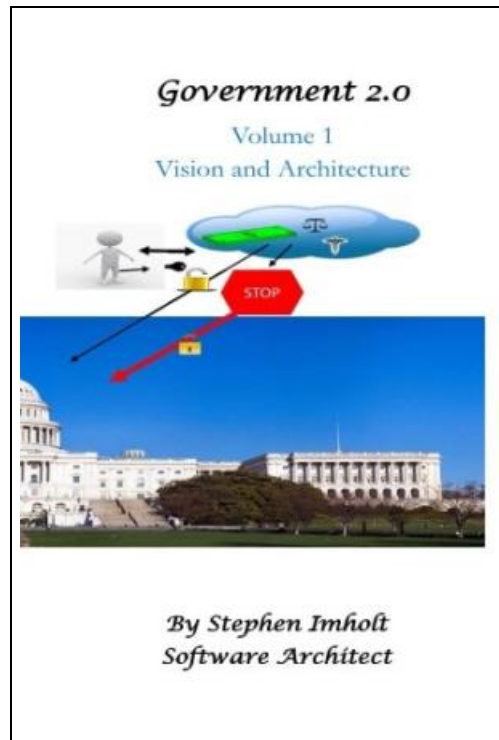 Government 2.0
Volume 1
Vision and Architecture
STOP
By Stephen Imholt
Software Architect